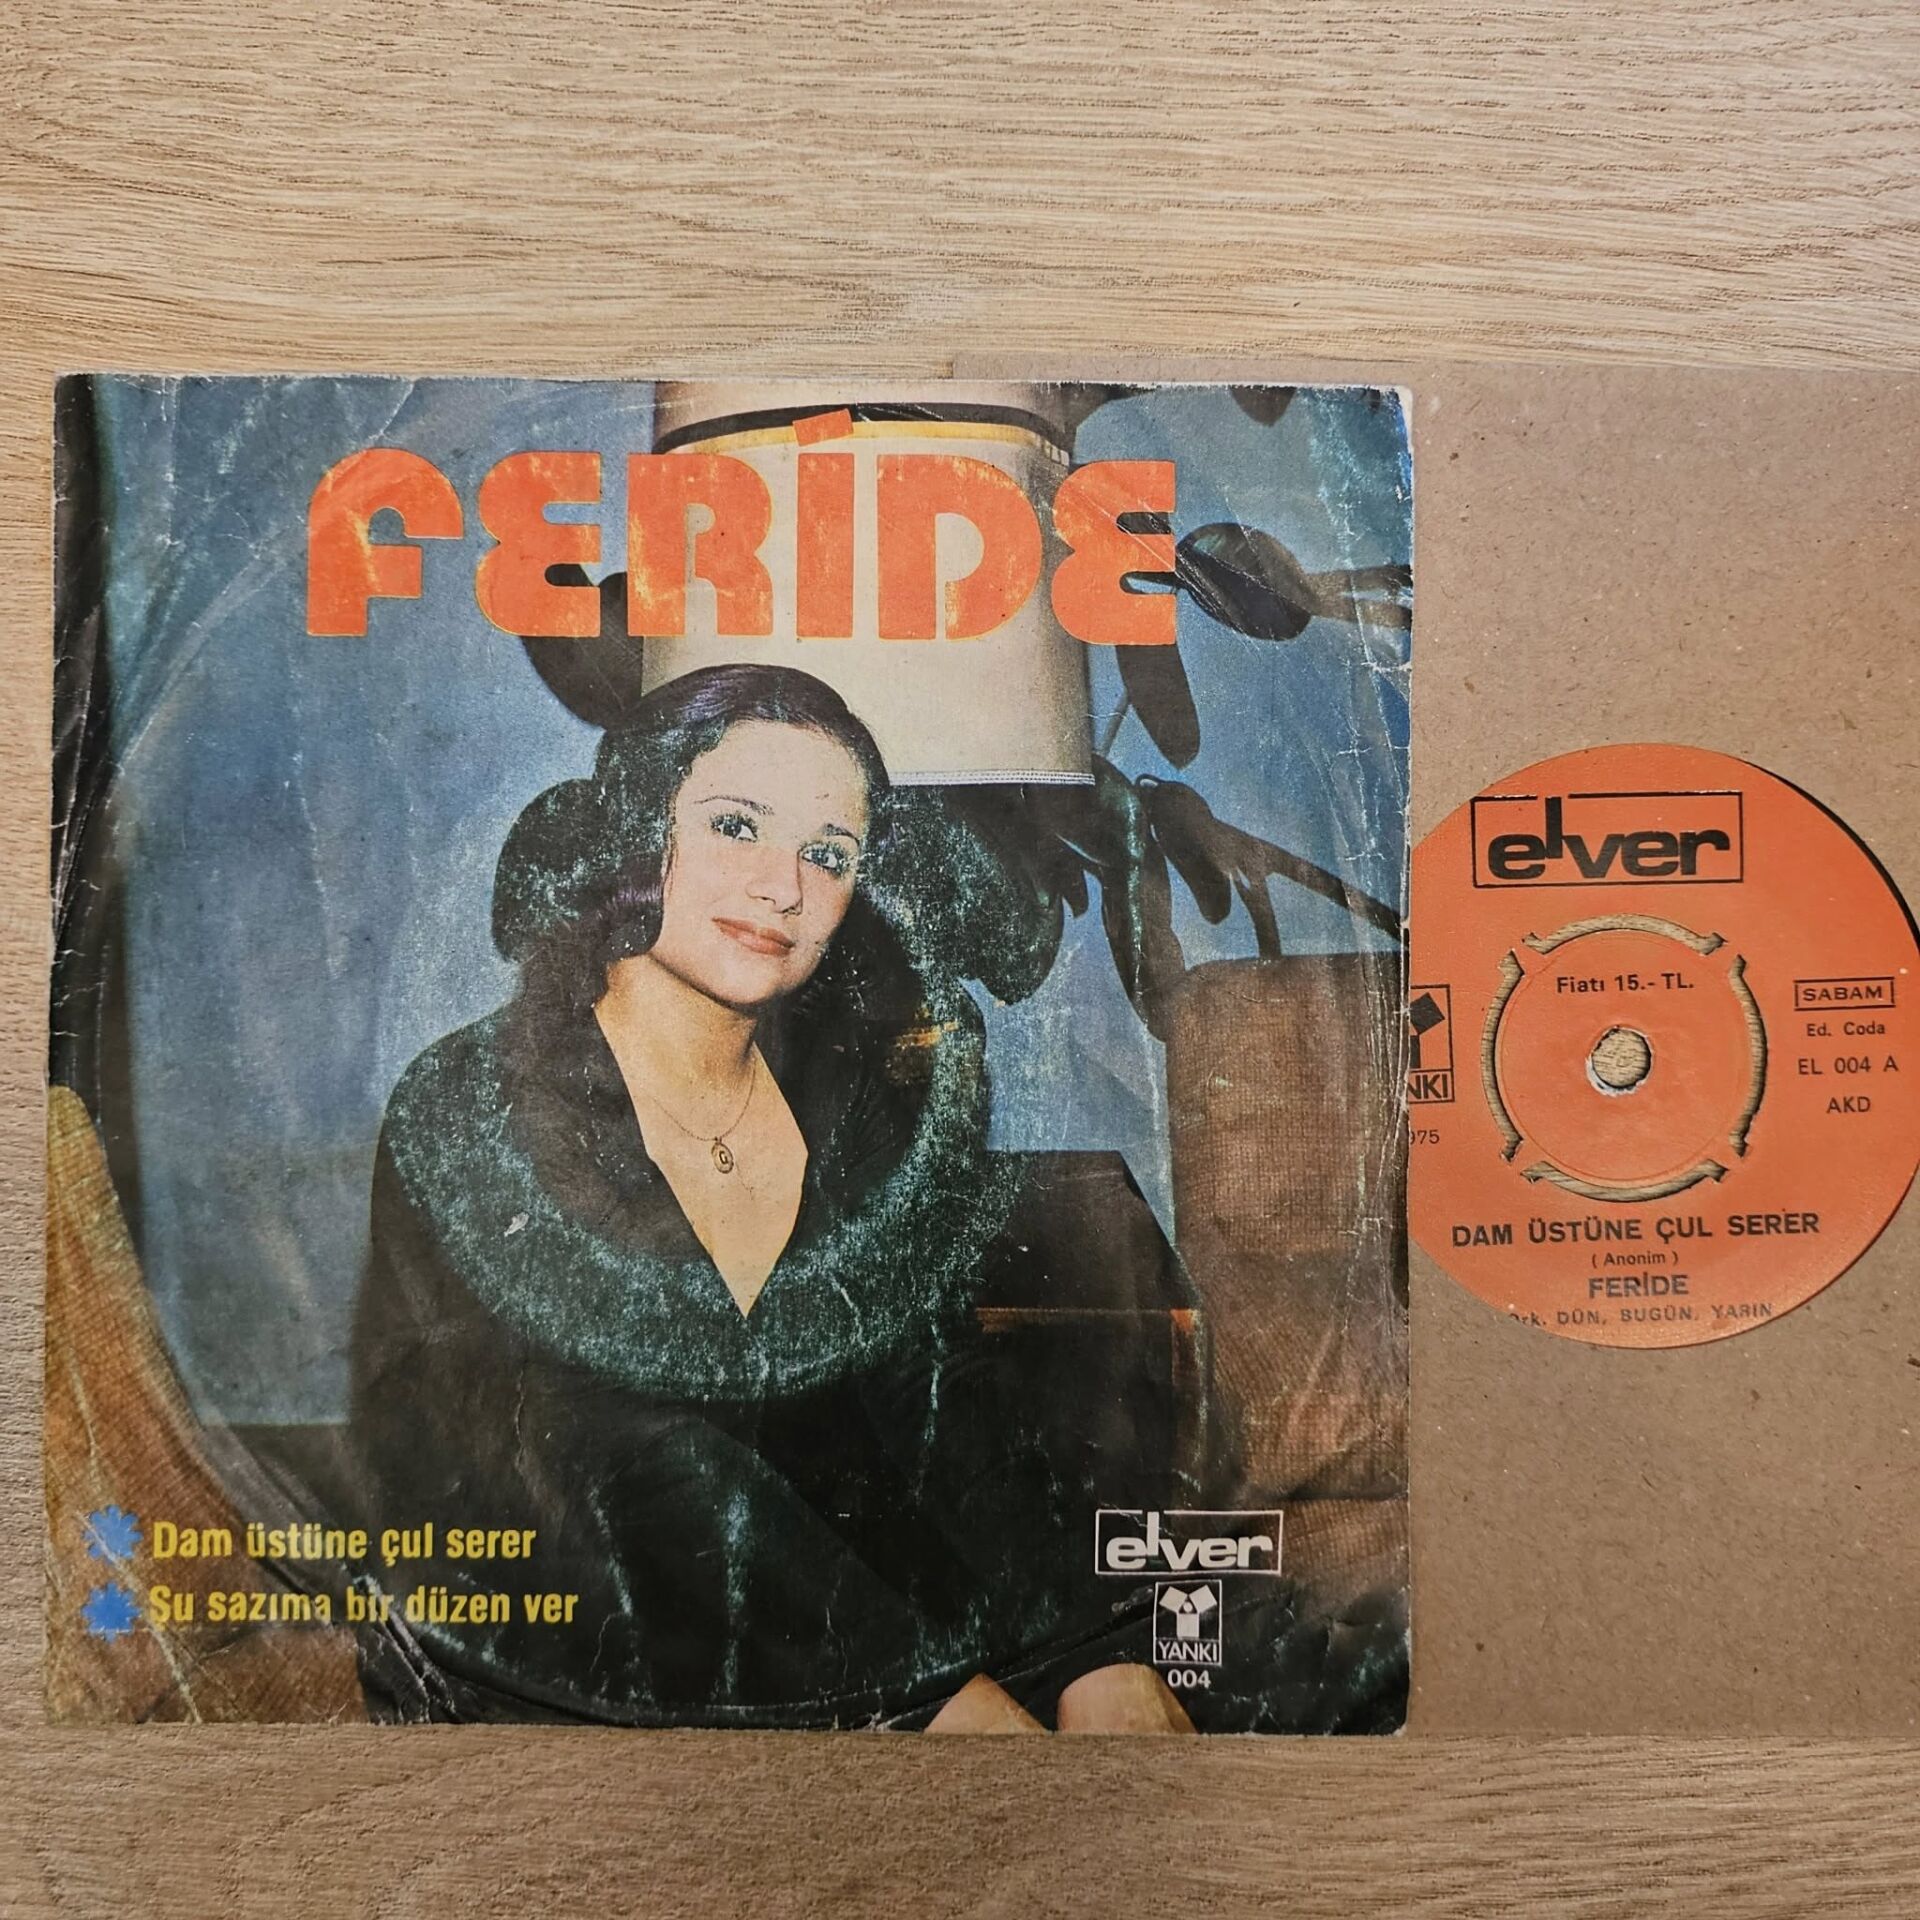 FERİDE
Dam üstüne çul serer
Şu sazıma bir düzen ver
elver
YANKI
004
elver
Fiatı 15.- TL.
SABAM
Ed. Coda
EL 004 A
AKD
DAM ÜSTÜNE ÇUL SERER
( Anonim )
FERİDE
DÜN, BUGÜN, YARIN